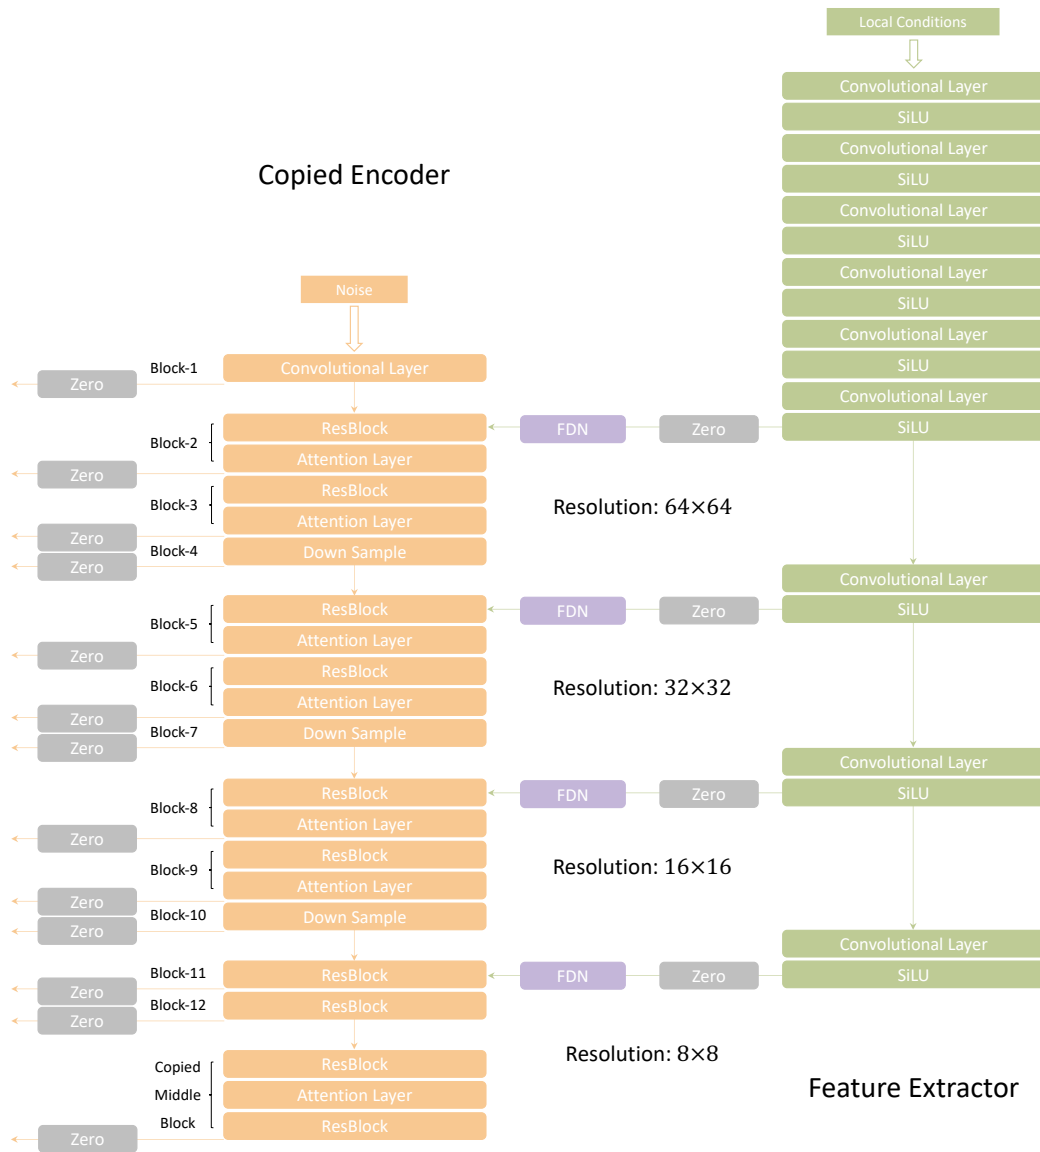 Local Conditions
Convolutional Layer
SiLU
Convolutional Layer
Copied Encoder
SiLU
Convolutional Layer
SiLU
Convolutional Layer
Noise
SiLU
Convolutional Layer
Block-1 Convolutional Layer SiLU
Zero
Convolutional Layer
ResBlock FDN Zero SiLU
Block-2
Attention Layer
Zero
ResBlock
Block-3 Resolution: 64×64
Attention Layer
Zero
Block-4 Down Sample
Zero
Convolutional Layer
ResBlock FDN Zero SiLU
Block-5
Attention Layer
Zero
ResBlock
Block-6 Resolution: 32×32
Attention Layer
Zero
Block-7 Down Sample
Zero
Convolutional Layer
ResBlock FDN Zero SiLU
Block-8
Attention Layer
Zero
ResBlock
Block-9 Resolution: 16×16
Attention Layer
Zero
Block-10 Down Sample
Zero
Convolutional Layer
Block-11 ResBlock FDN Zero SiLU
Zero
Block-12 ResBlock
Zero
Resolution: 8×8
Copied ResBlock
Middle Attention Layer
Feature Extractor
Block ResBlock
Zero